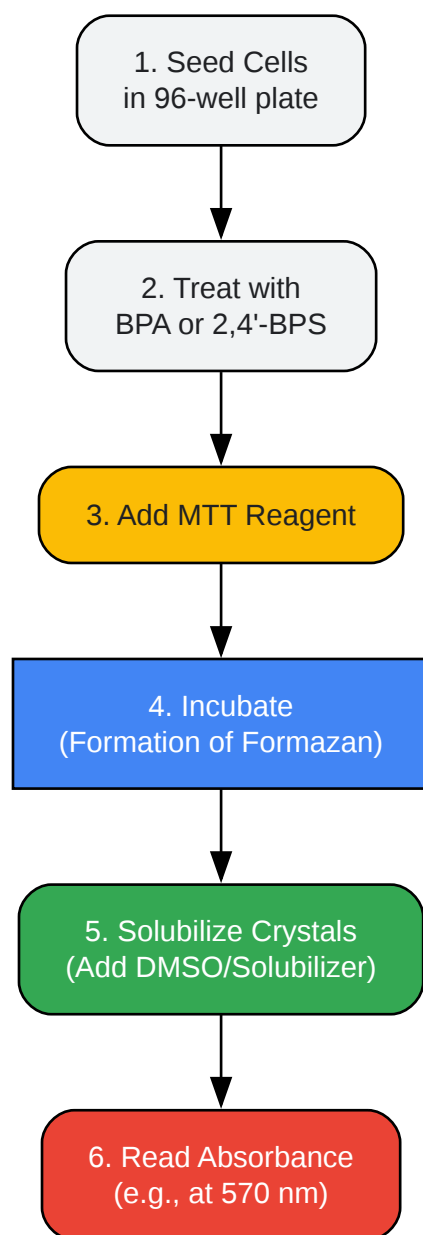 1. Seed Cells
in 96-well plate
2. Treat with
BPA or 2,4'-BPS
3. Add MTT Reagent
4. Incubate
(Formation of Formazan)
5. Solubilize Crystals
(Add DMSO/Solubilizer)
6. Read Absorbance
(e.g., at 570 nm)